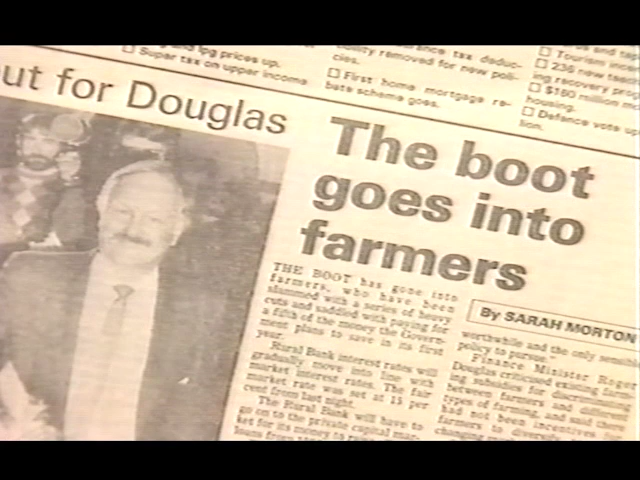 and lpg prices up.
Super tax on upper income
bility removed for new poli-
cies.
□ First home mortgage re-
bate scheme goes.
□ Tourism
□ 236 new
ing recovery
□ $180 million
housing.
□ Defence vote up
lion.
out for Douglas
The boot
goes into
farmers
THE BOOT has gone into
farmers, who have been
slammed with a series of heavy
cuts and saddled with paying for
a fifth of the money the Govern-
ment plans to save in its first
year.
Rural Bank interest rates will
gradually move into line with
market interest rates. The fair
market rate was set at 15 per
cent from last night.
The Rural Bank will have to
go on to the private capital mar-
ket for its money to
loans from
By SARAH MORTON
worthwhile and the only sensible
policy to pursue."
Finance Minister Roger
Douglas criticised existing farm-
ing subsidies for discriminating
between farmers and different
types of farming, and said there
had not been incentives for
farmers to diversify
changing